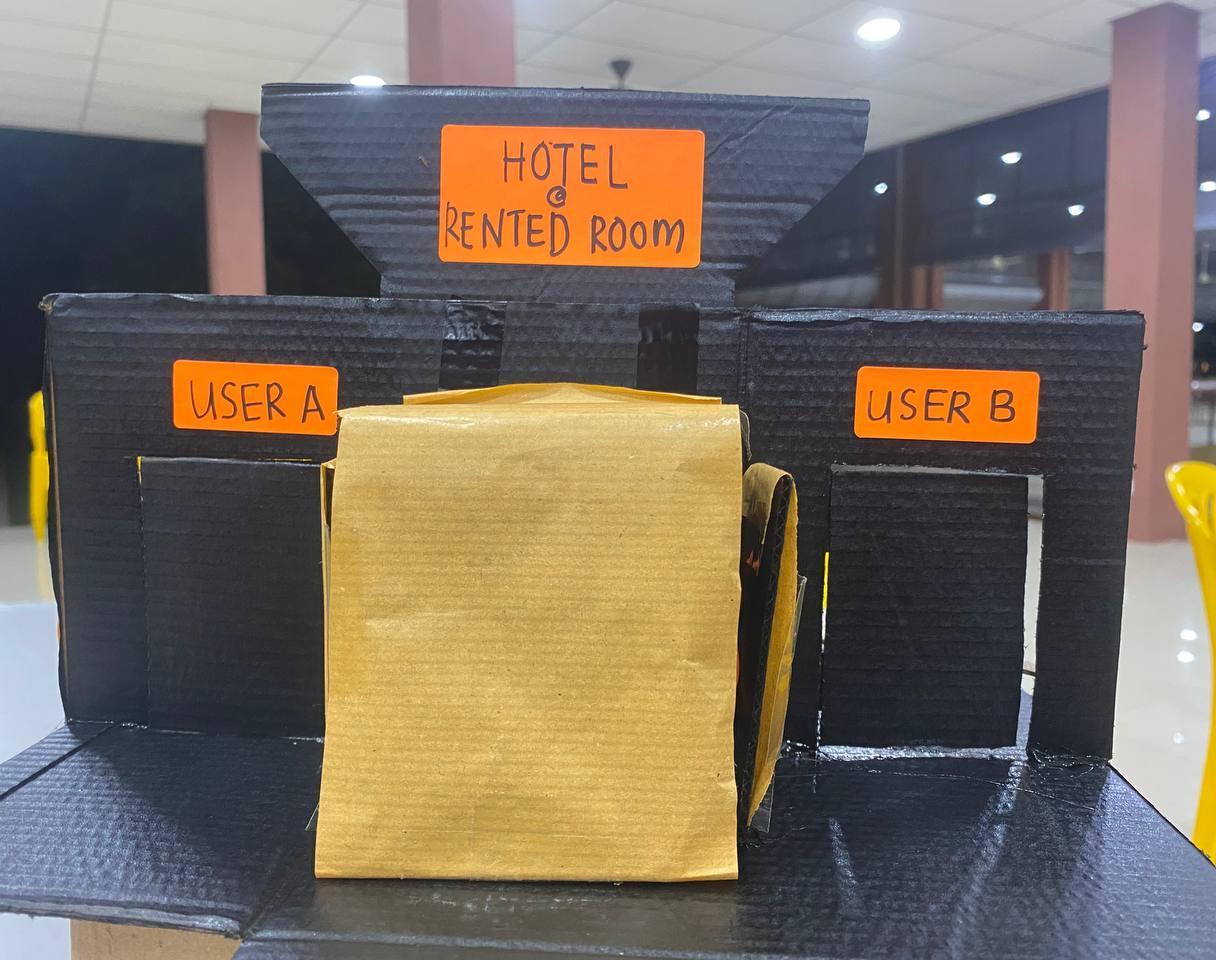 HOTEL
@
RENTED ROOM
USER A
USER B